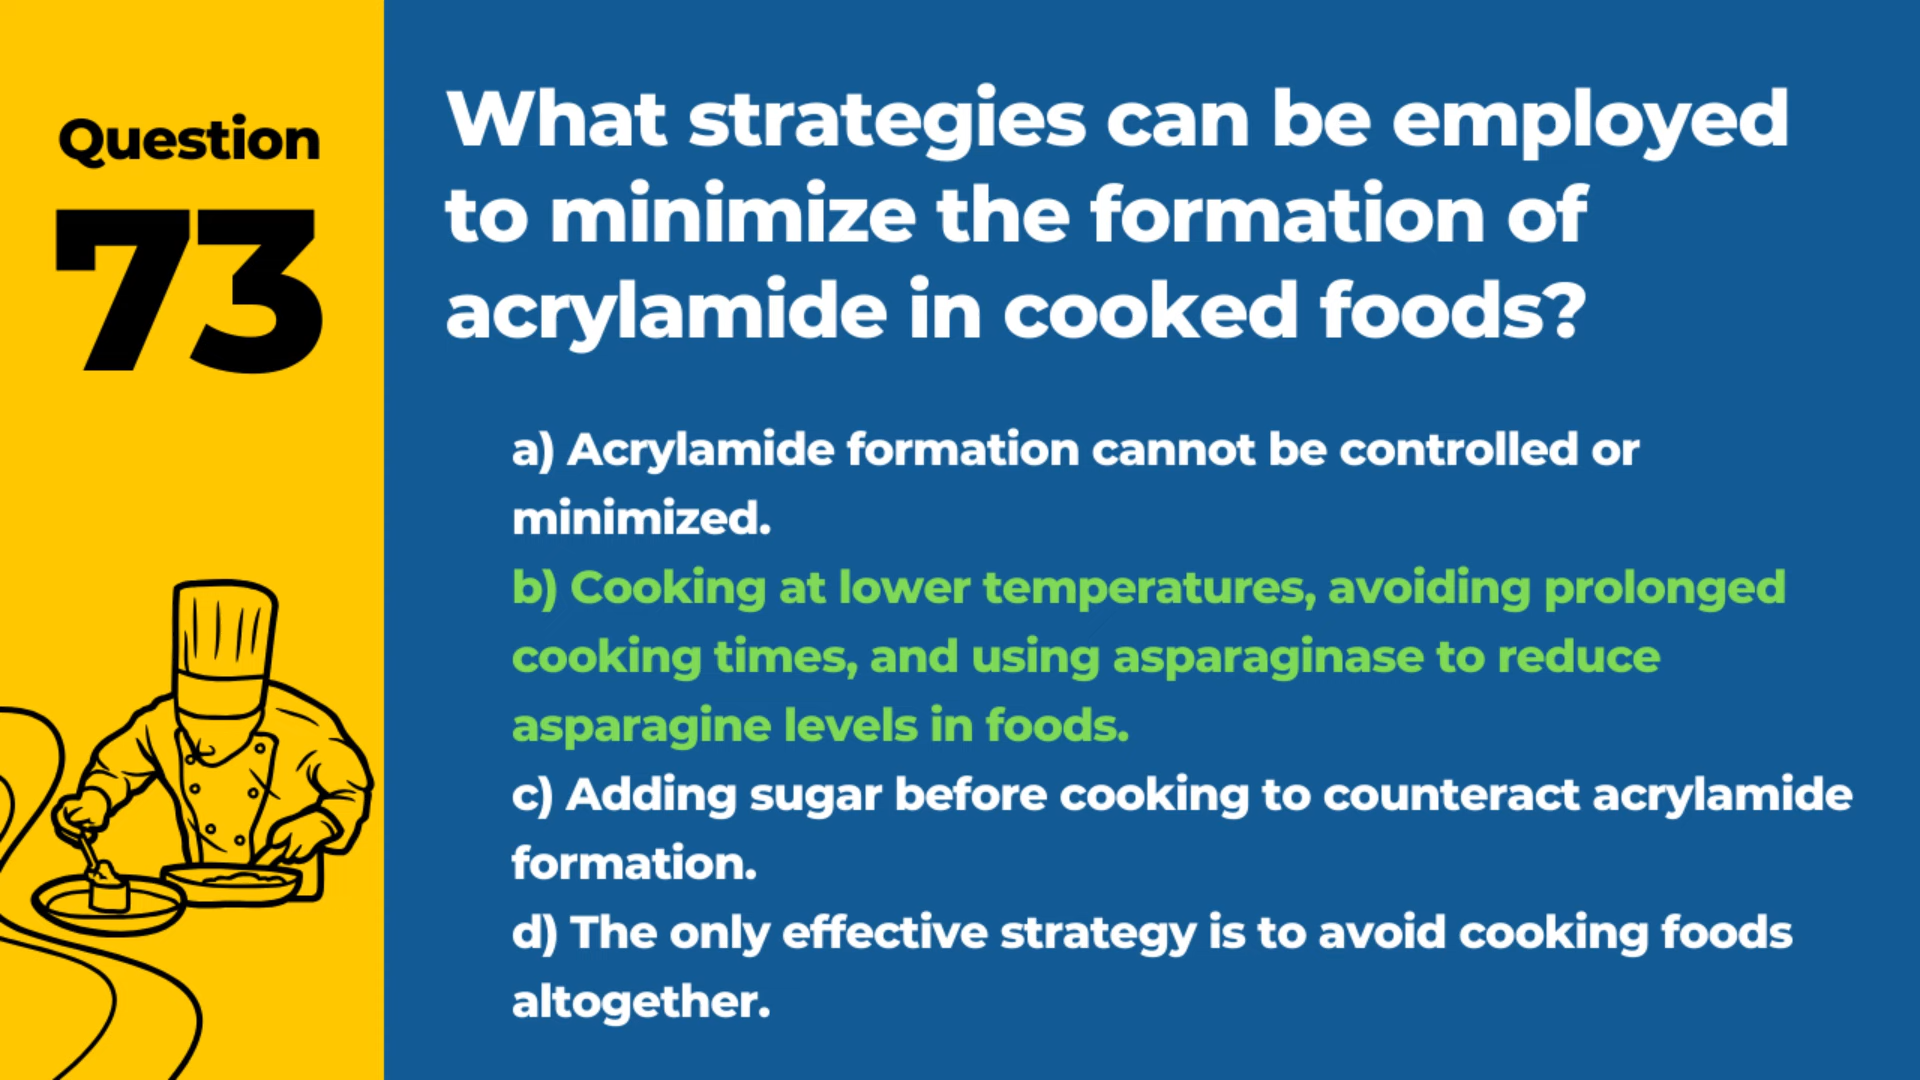 Question
73
What strategies can be employed
to minimize the formation of
acrylamide in cooked foods?
a) Acrylamide formation cannot be controlled or
minimized.
b) Cooking at lower temperatures, avoiding prolonged
cooking times, and using asparaginase to reduce
asparagine levels in foods.
c) Adding sugar before cooking to counteract acrylamide
formation.
d) The only effective strategy is to avoid cooking foods
altogether.